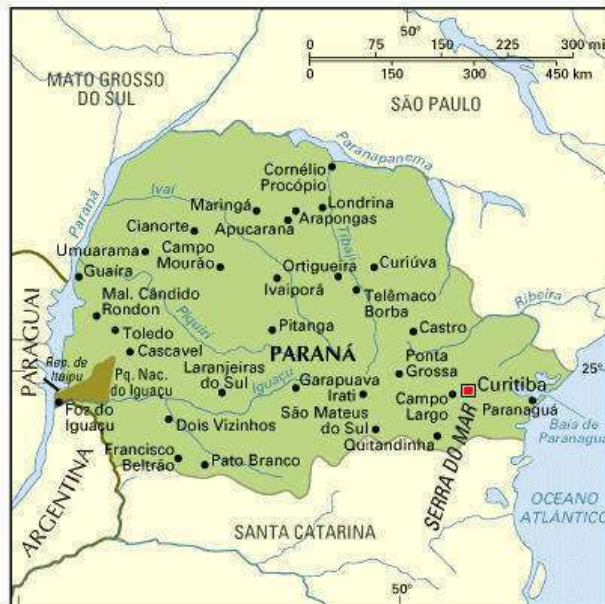 50°
0 75 150 225 300 mi
0 150 300 450 km
MATO GROSSO
DO SUL
SÃO PAULO
Paranapanema
Cornélio
Procópio
Ivaí
Paraná
Maringá
Londrina
Apucarana
Arapongas
Cianorte
Tibaji
Umuarama
Campo
Mourão
Ortigueira
Curiúva
Guaíra
Ivaiporã
Telêmaco
Borba
Ribeira
Mal. Cândido
Rondon
Piquiri
PARAGUAI
Toledo
Pitanga
Castro
Cascavel
PARANÁ
Rep. de
Itaipu
Pq. Nac.
do Iguaçu
Laranjeiras
do Sul
Iguaçu
Garapuava
Ponta
Grossa
25°
Irati
Curitiba
Campo
Largo
Paranaguá
Foz do
Iguaçu
Dois Vizinhos
São Mateus
do Sul
Baía de
Paranaguá
Quitandinha
SERRA DO MAR
Francisco
Beltrão
Pato Branco
ARGENTINA
OCEANO
ATLÂNTICO
SANTA CATARINA
50°